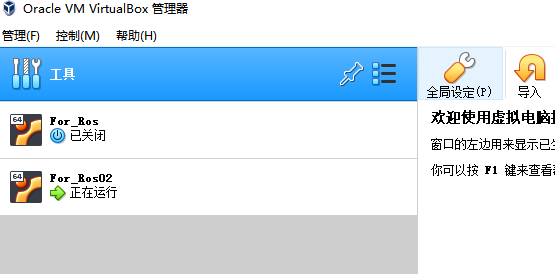 Oracle VM VirtualBox 管理器
管理(F) 控制(M) 帮助(H)
工具
全局设定(P) 导入
64 For_Ros
已关闭
64 For_Ros02
正在运行
欢迎使用虚拟电脑
窗口的左边用来显示已
你可以按 F1 键来查看